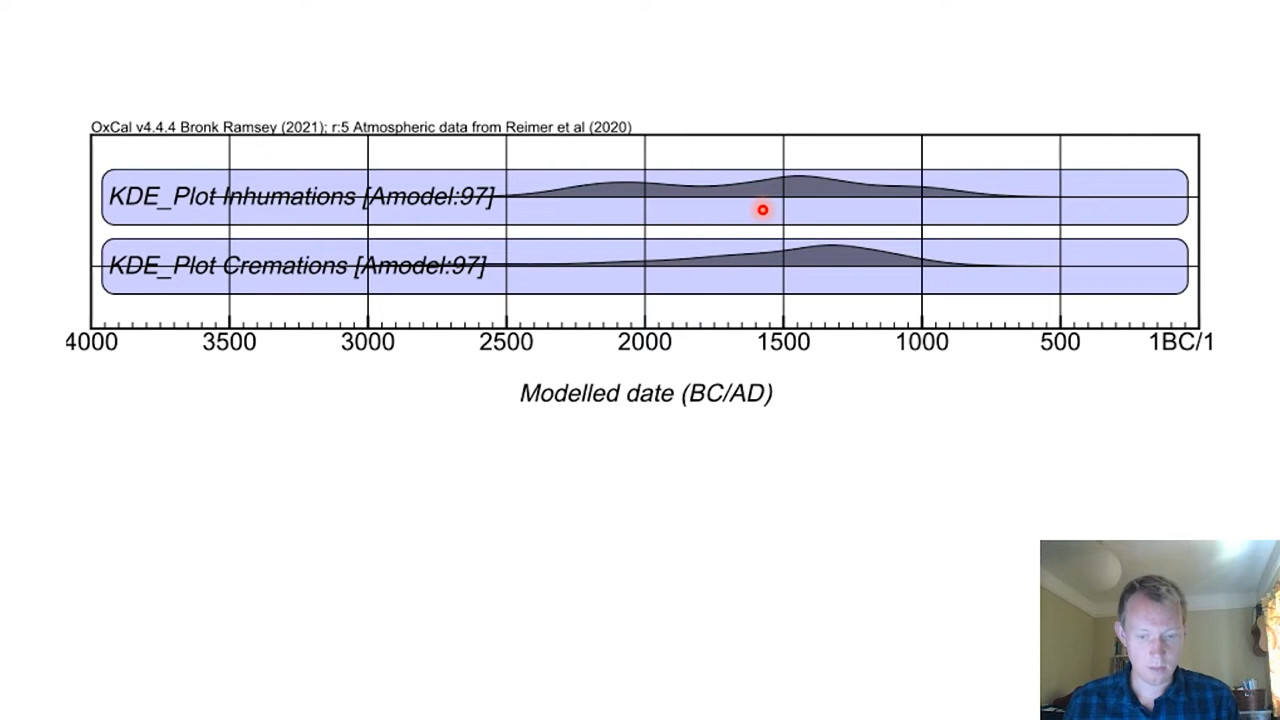 OxCal v4.4.4 Bronk Ramsey (2021); r:5 Atmospheric data from Reimer et al (2020)
KDE_Plot Inhumations [Amodel:97]
KDE_Plot Cremations [Amodel:97]
4000 3500 3000 2500 2000 1500 1000 500 1BC/1
Modelled date (BC/AD)